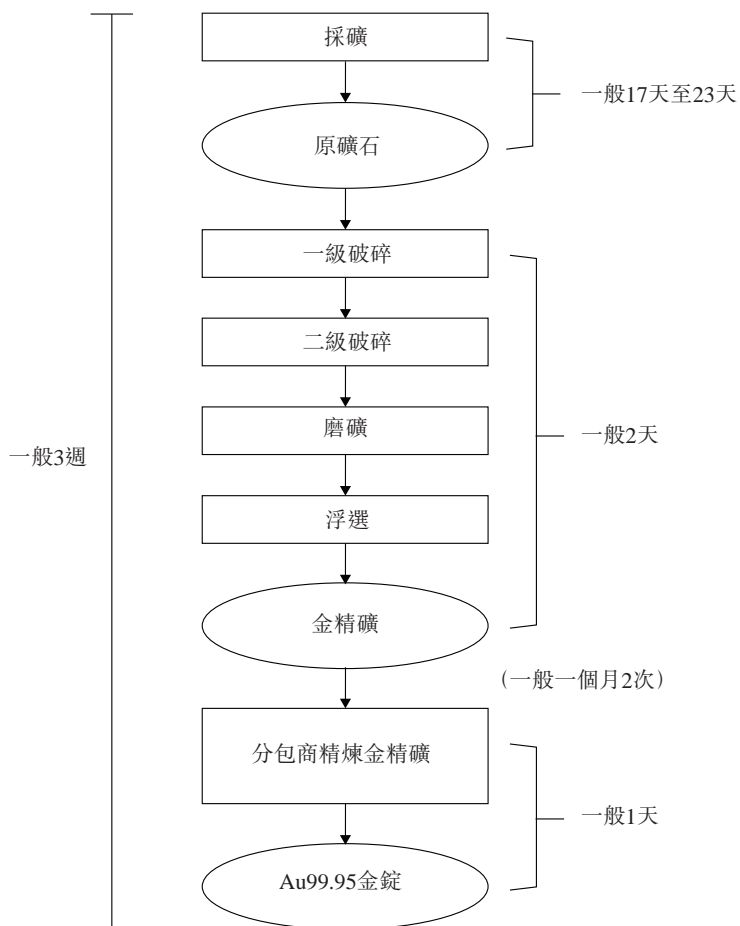 採礦
一般17天至23天
原礦石
一級破碎
二級破碎
磨礦
一般2天
一般3週
浮選
金精礦
（一般一個月2次）
分包商精煉金精礦
一般1天
Au99.95金錠